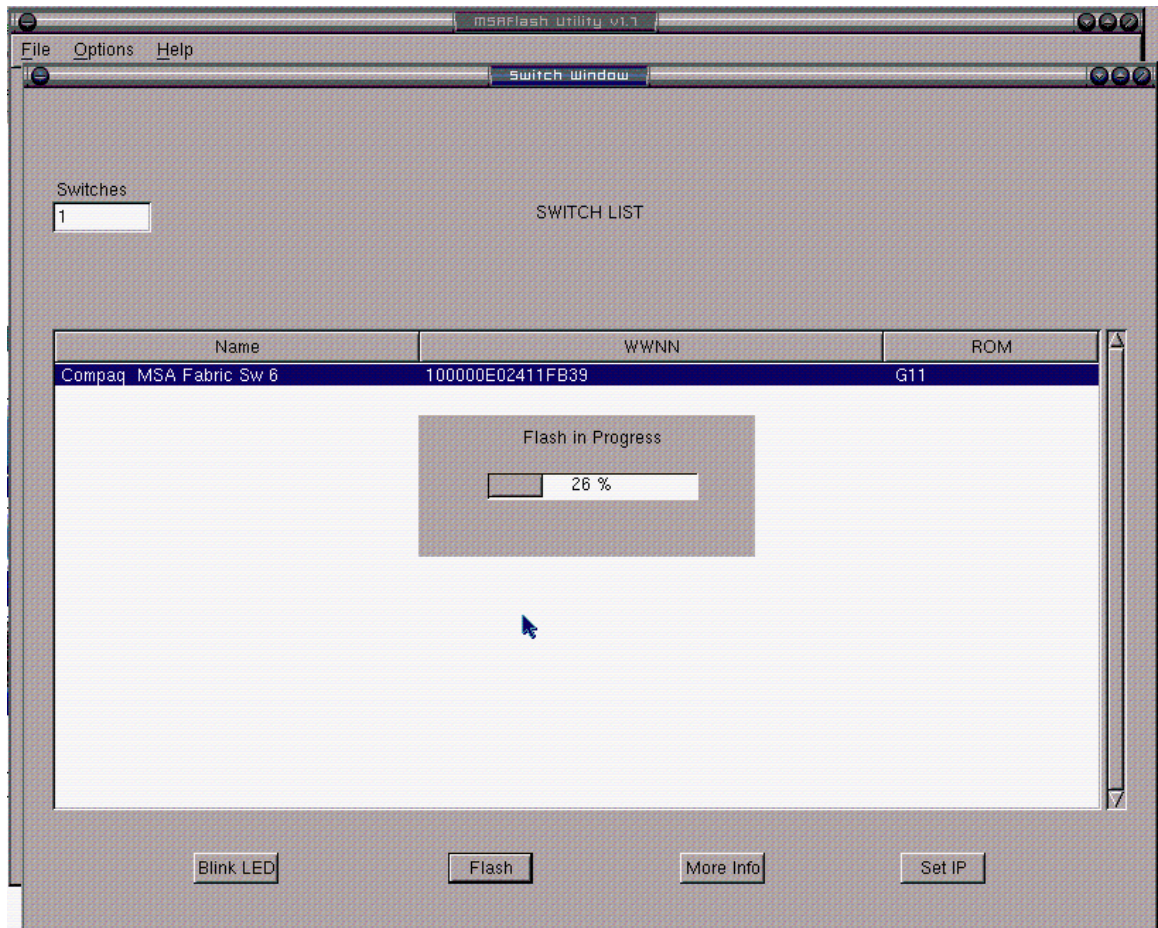 MSAFlash Utility v1.7
File Options Help
Switch Window
Switches
1
SWITCH LIST
Name WWNN ROM
Compaq MSA Fabric Sw 6 100000E02411FB39 G11
Flash in Progress
26 %
Blink LED Flash More Info Set IP